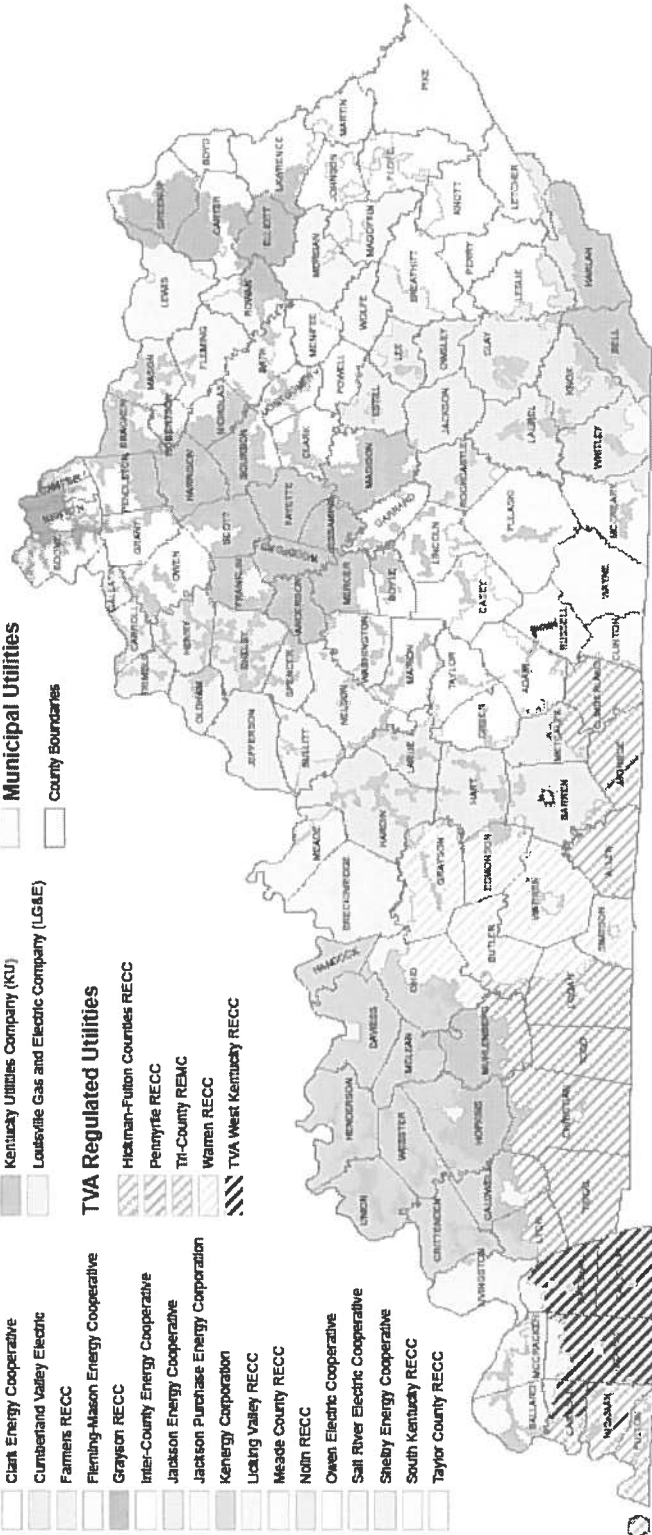 Clark Energy Cooperative
Cumberland Valley Electric
Farmers RECC
Fleming-Mason Energy Cooperative
Grayson RECC
Inter-County Energy Cooperative
Jackson Energy Cooperative
Jackson Purchase Energy Corporation
Kenergy Corporation
Licking Valley RECC
Meade County RECC
Nolin RECC
Owen Electric Cooperative
Salt River Electric Cooperative
Shelby Energy Cooperative
South Kentucky RECC
Taylor County RECC
Kentucky Utilities Company (KU)
Louisville Gas and Electric Company (LG&E)
TVA Regulated Utilities
Hickman-Fulton Counties RECC
Pennyrile RECC
Tri-County REMC
Warren RECC
TVA West Kentucky RECC
Municipal Utilities
County Boundaries
BOONE
GRANT
PENDLETON
BRACKEN
MASON
LEWIS
GREENUP
BOYD
CARTER
CARROLL
TRIMBLE
OWEN
HARRISON
ROBERTSON
FLEMING
ROWAN
ELLIOTT
LAWRENCE
OLDHAM
HENRY
SCOTT
NICHOLAS
BATH
MORGAN
JOHNSON
MARTIN
JEFFERSON
SHELBY
FRANKLIN
BOURBON
MENIFEE
MAGOFFIN
FLOYD
PIKE
SPENCER
ANDERSON
FAYETTE
CLARK
POWELL
WOLFE
BULLITT
MERCER
MADISON
ESTILL
LEE
BREATHITT
KNOTT
MEADE
NELSON
WASHINGTON
BOYLE
GARRARD
JACKSON
OWSLEY
PERRY
LETCHER
BRECKINRIDGE
HARDIN
LARUE
MARION
LINCOLN
ROCKCASTLE
CLAY
LESLIE
HANCOCK
GRAYSON
HART
GREEN
TAYLOR
CASEY
PULASKI
LAUREL
KNOX
HARLAN
HENDERSON
DAVIESS
OHIO
EDMONSON
METCALFE
ADAIR
RUSSELL
WAYNE
MCCREARY
WHITLEY
BELL
UNION
WEBSTER
MCLEAN
MUHLENBERG
BUTLER
WARREN
BARREN
CUMBERLAND
CLINTON
CRITTENDEN
HOPKINS
LOGAN
SIMPSON
ALLEN
MONROE
LIVINGSTON
CALDWELL
CHRISTIAN
TODD
LYON
TRIGG
BALLARD
MCCRACKEN
HICKMAN
FULTON